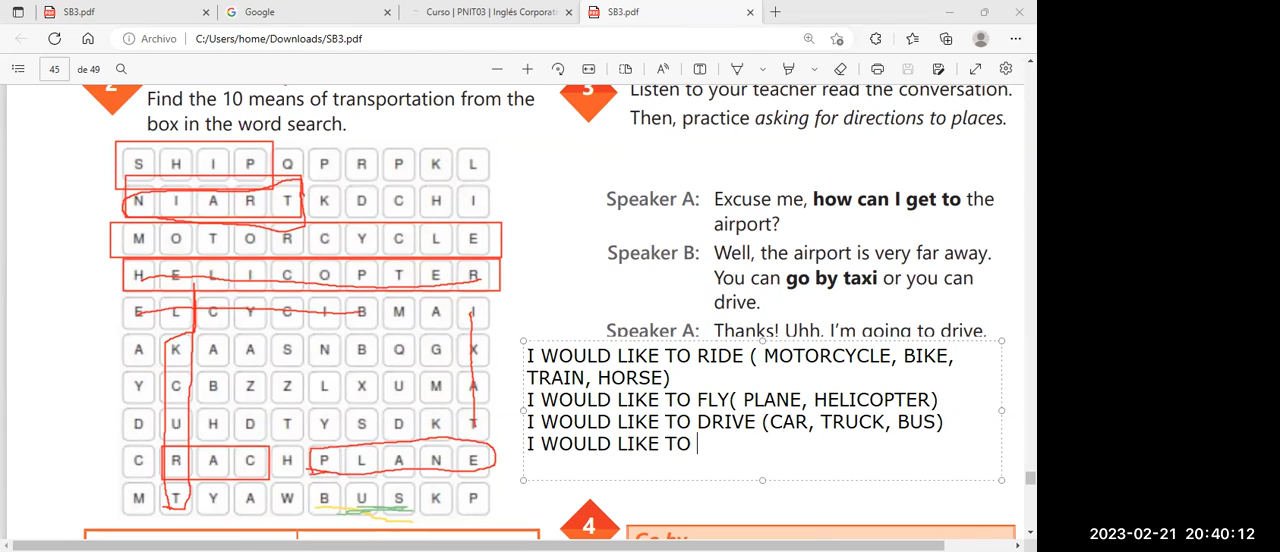 SB3.pdf
Google
Curso | PNIT03 | Inglés Corporati
SB3.pdf
Archivo
C:/Users/home/Downloads/SB3.pdf
45
de 49
2
Find the 10 means of transportation from the
box in the word search.
S H I P Q P R P K L
N I A R T K D C H I
M O T O R C Y C L E
H E L I C O P T E R
E L C Y C I B M A I
A K A A S N B Q G X
Y C B Z Z L X U M A
D U H D T Y S D K T
C R A C H P L A N E
M T Y A W B U S K P
3
Listen to your teacher read the conversation.
Then, practice asking for directions to places.
Speaker A: Excuse me, how can I get to the
airport?
Speaker B: Well, the airport is very far away.
You can go by taxi or you can
drive.
Speaker A: Thanks! Uhh, I'm going to drive.
I WOULD LIKE TO RIDE ( MOTORCYCLE, BIKE,
TRAIN, HORSE)
I WOULD LIKE TO FLY( PLANE, HELICOPTER)
I WOULD LIKE TO DRIVE (CAR, TRUCK, BUS)
I WOULD LIKE TO
4
Go by
2023-02-21 20:40:12